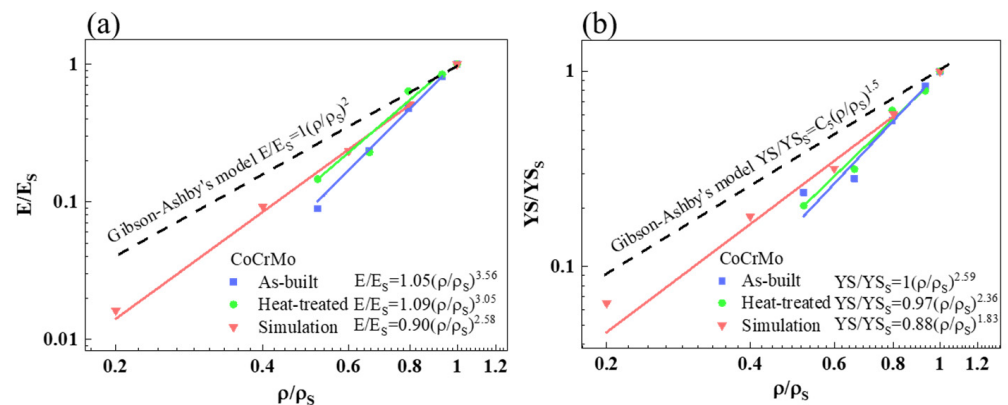 (a)
E/E_S
1
0.1
0.01
Gibson-Ashby's model E/E_S=1(ρ/ρ_S)^2
CoCrMo
As-built E/E_S=1.05(ρ/ρ_S)^3.56
Heat-treated E/E_S=1.09(ρ/ρ_S)^3.05
Simulation E/E_S=0.90(ρ/ρ_S)^2.58
0.2 0.4 0.6 0.8 1 1.2
ρ/ρ_S
(b)
YS/YS_S
1
0.1
Gibson-Ashby's model YS/YS_S=C_5(ρ/ρ_S)^1.5
CoCrMo
As-built YS/YS_S=1(ρ/ρ_S)^2.59
Heat-treated YS/YS_S=0.97(ρ/ρ_S)^2.36
Simulation YS/YS_S=0.88(ρ/ρ_S)^1.83
0.2 0.4 0.6 0.8 1 1.2
ρ/ρ_S